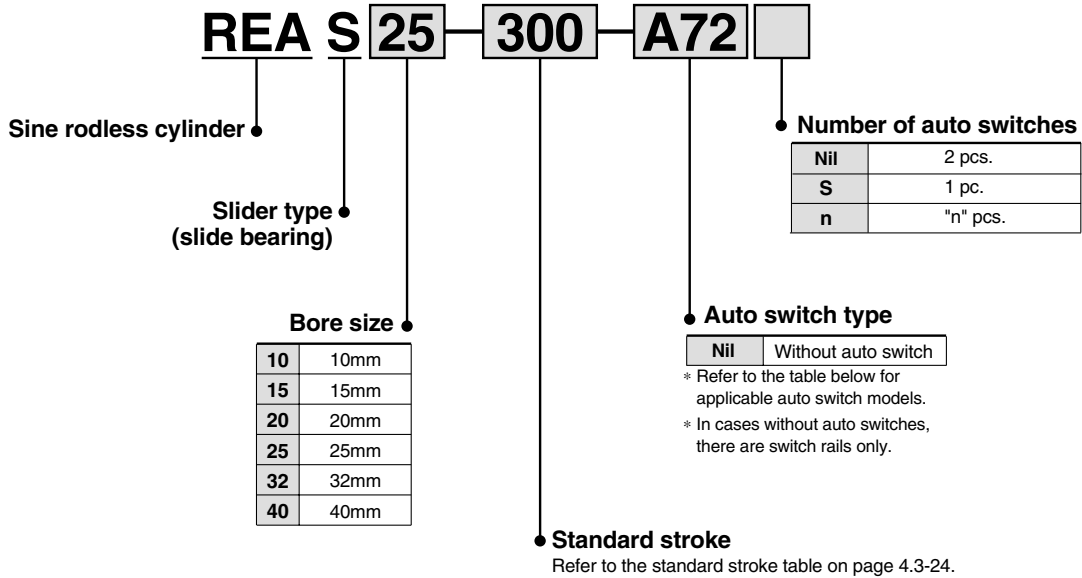 REA S 25 — 300 — A72
Sine rodless cylinder
Number of auto switches
Nil 2 pcs.
S 1 pc.
n "n" pcs.
Slider type
(slide bearing)
Bore size
10 10mm
15 15mm
20 20mm
25 25mm
32 32mm
40 40mm
Auto switch type
Nil Without auto switch
* Refer to the table below for
applicable auto switch models.
* In cases without auto switches,
there are switch rails only.
Standard stroke
Refer to the standard stroke table on page 4.3-24.